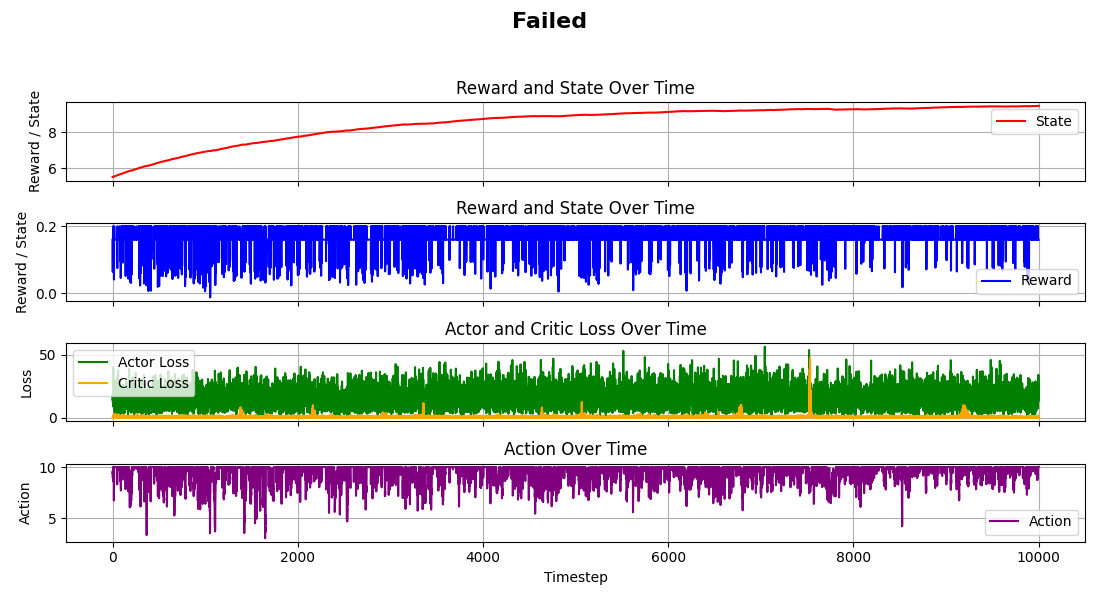 Failed
Reward and State Over Time
Reward / State
8
6
State
Reward and State Over Time
Reward / State
0.2
0.0
Reward
Actor and Critic Loss Over Time
Loss
50
0
Actor Loss
Critic Loss
Action Over Time
Action
10
5
Action
0 2000 4000 6000 8000 10000
Timestep